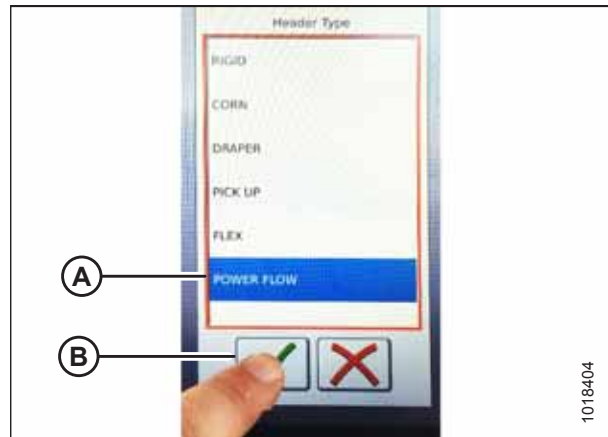 Header Type
RIGID
CORN
DRAPER
PICK UP
FLEX
POWER FLOW
A
B
1018404